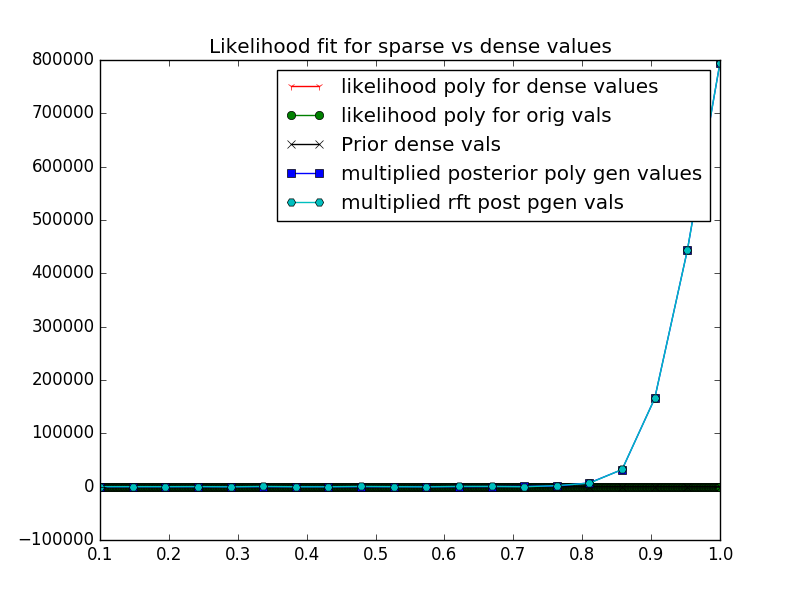 Likelihood fit for sparse vs dense values
800000
700000
600000
500000
400000
300000
200000
100000
0
−100000
likelihood poly for dense values
likelihood poly for orig vals
Prior dense vals
multiplied posterior poly gen values
multiplied rft post pgen vals
0.1 0.2 0.3 0.4 0.5 0.6 0.7 0.8 0.9 1.0